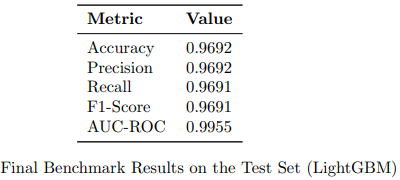 Metric Value
Accuracy 0.9692
Precision 0.9692
Recall 0.9691
F1-Score 0.9691
AUC-ROC 0.9955
Final Benchmark Results on the Test Set (LightGBM)